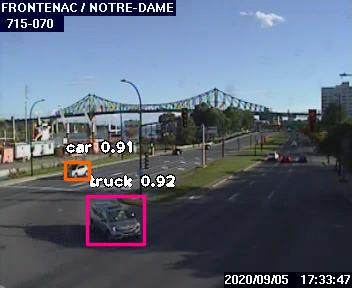 FRONTENAC / NOTRE-DAME
715-070
car 0.91
truck 0.92
2020/09/05 17:33:47